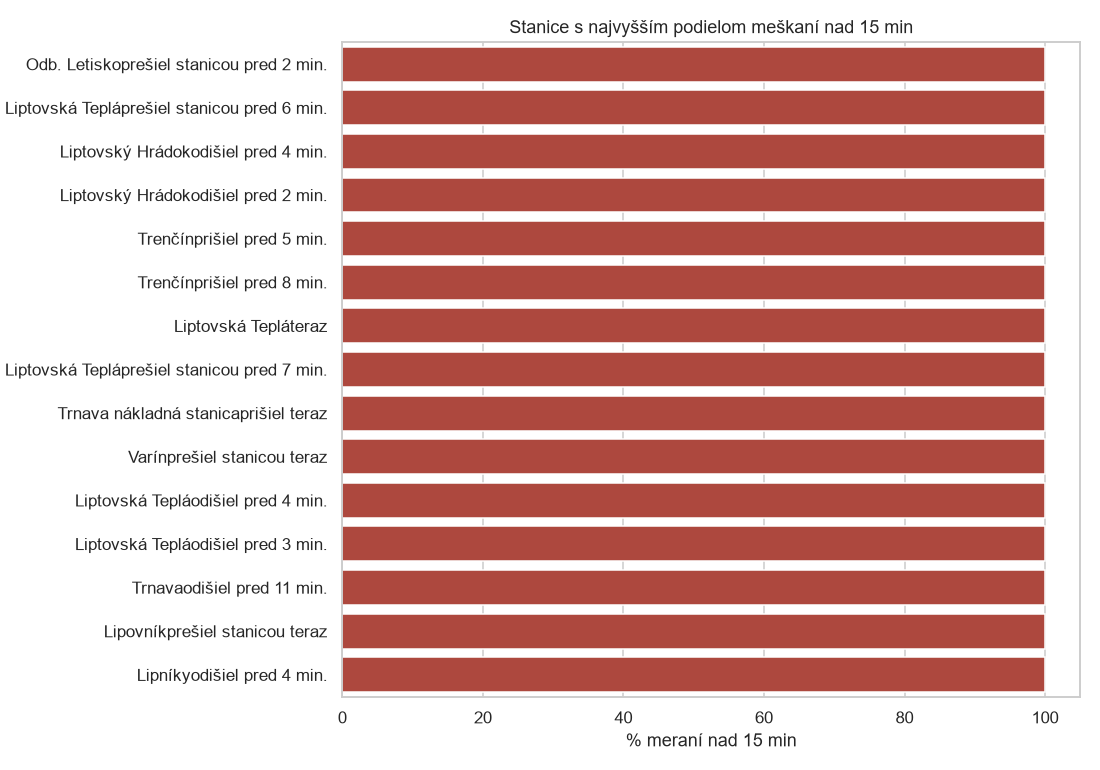 Stanice s najvyšším podielom meškaní nad 15 min
Odb. Letiskoprešiel stanicou pred 2 min.
Liptovská Tepláprešiel stanicou pred 6 min.
Liptovský Hrádokodišiel pred 4 min.
Liptovský Hrádokodišiel pred 2 min.
Trenčínprišiel pred 5 min.
Trenčínprišiel pred 8 min.
Liptovská Tepláteraz
Liptovská Tepláprešiel stanicou pred 7 min.
Trnava nákladná stanicaprišiel teraz
Varínprešiel stanicou teraz
Liptovská Tepláodišiel pred 4 min.
Liptovská Tepláodišiel pred 3 min.
Trnavaodišiel pred 11 min.
Lipovníkprešiel stanicou teraz
Lipníkyodišiel pred 4 min.
0 20 40 60 80 100
% meraní nad 15 min